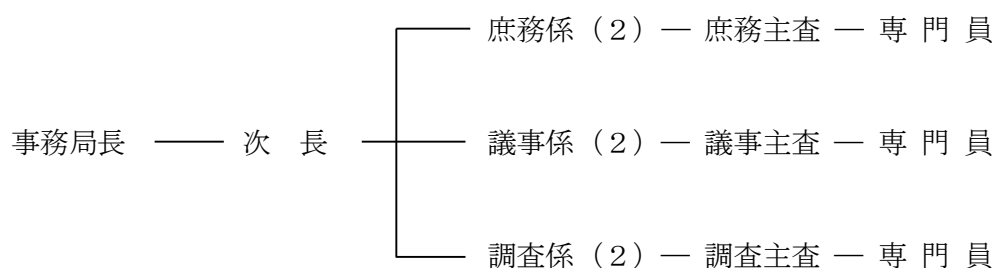 庶務係（２）― 庶務主査 ― 専 門 員
事務局長 ―― 次 長 議事係（２）― 議事主査 ― 専 門 員
調査係（２）― 調査主査 ― 専 門 員